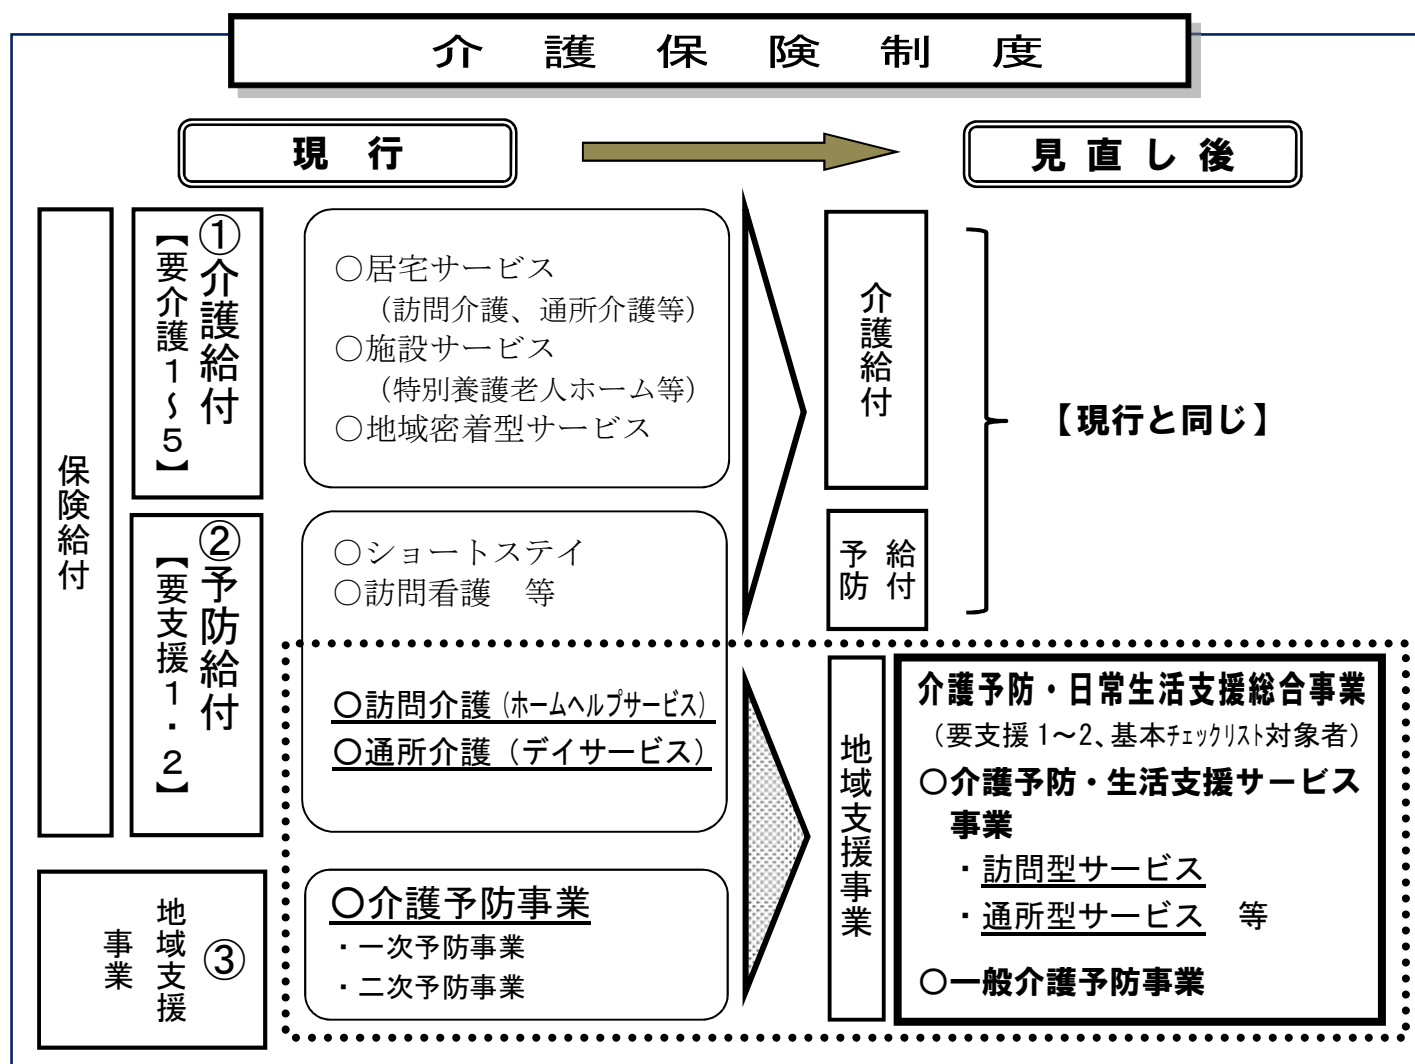 介護保険制度
現行
見直し後
保険給付
①介護給付
【要介護1~5】
○居宅サービス
(訪問介護、通所介護等)
○施設サービス
(特別養護老人ホーム等)
○地域密着型サービス
介護給付
【現行と同じ】
②予防給付
【要支援1・2】
○ショートステイ
○訪問看護 等
予防給付
○訪問介護(ホームヘルプサービス)
○通所介護(デイサービス)
③地域支援
事業
○介護予防事業
・一次予防事業
・二次予防事業
地域支援事業
介護予防・日常生活支援総合事業
(要支援1~2、基本チェックリスト対象者)
○介護予防・生活支援サービス
事業
・訪問型サービス
・通所型サービス 等
○一般介護予防事業